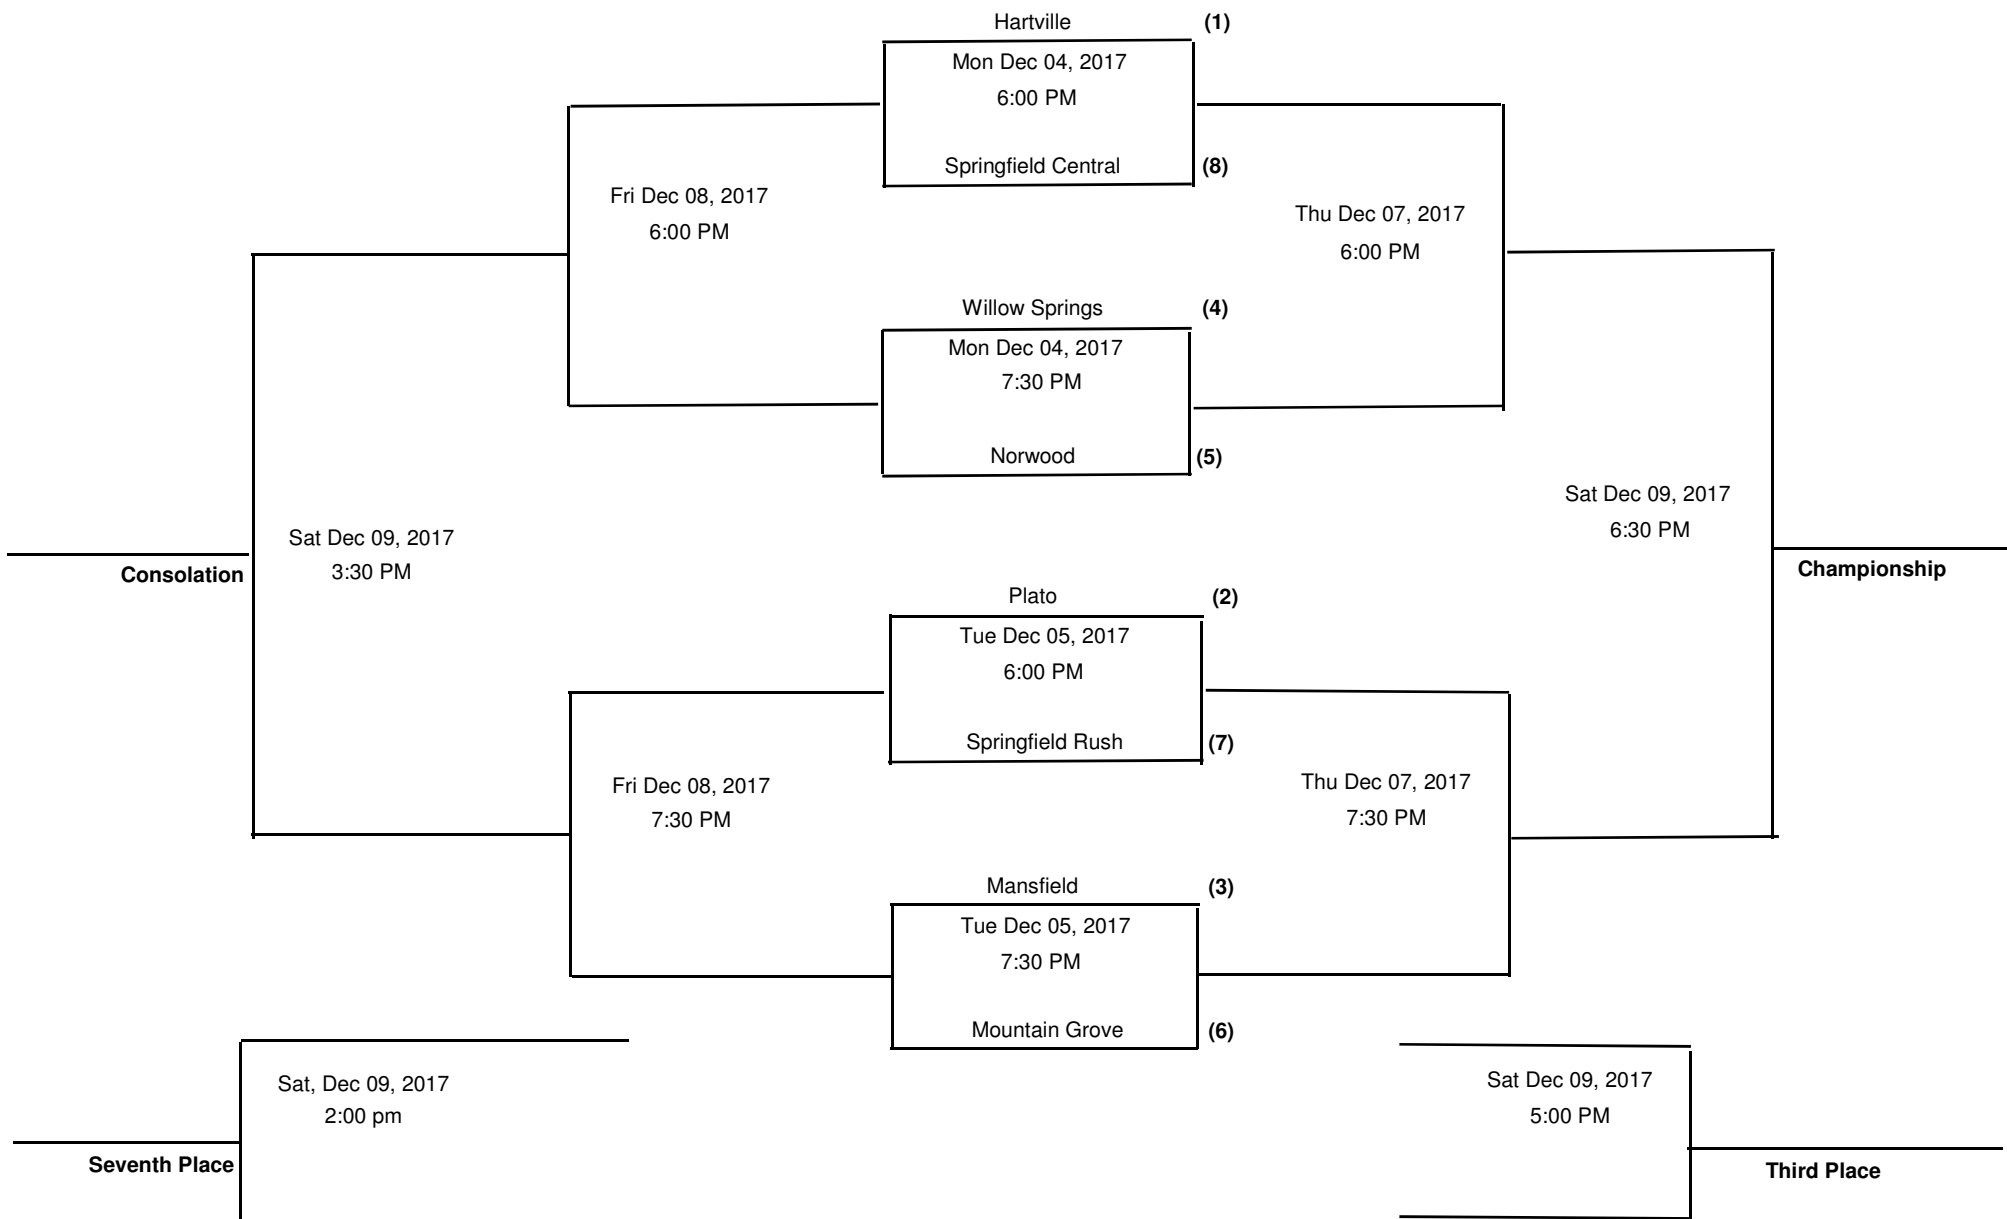 Hartville (1)
Mon Dec 04, 2017
6:00 PM
Springfield Central (8)
Fri Dec 08, 2017
6:00 PM
Thu Dec 07, 2017
6:00 PM
Willow Springs (4)
Mon Dec 04, 2017
7:30 PM
Norwood (5)
Sat Dec 09, 2017
3:30 PM
Consolation
Sat Dec 09, 2017
6:30 PM
Championship
Plato (2)
Tue Dec 05, 2017
6:00 PM
Springfield Rush (7)
Fri Dec 08, 2017
7:30 PM
Thu Dec 07, 2017
7:30 PM
Mansfield (3)
Tue Dec 05, 2017
7:30 PM
Mountain Grove (6)
Sat, Dec 09, 2017
2:00 pm
Seventh Place
Sat Dec 09, 2017
5:00 PM
Third Place